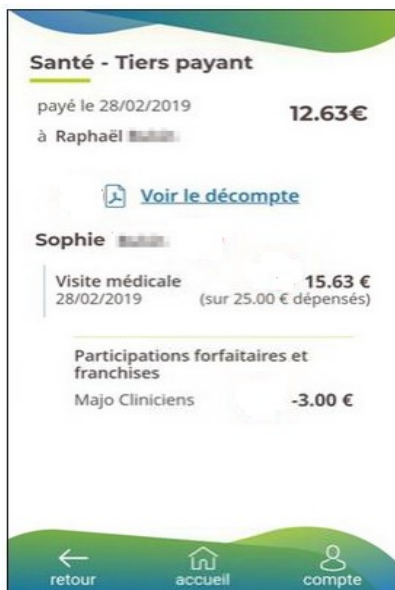 Santé - Tiers payant
payé le 28/02/2019
12.63€
à Raphaël
Voir le décompte
Sophie
Visite médicale 15.63 €
28/02/2019 (sur 25.00 € dépensés)
Participations forfaitaires et
franchises
Majo Cliniciens -3.00 €
retour accueil compte